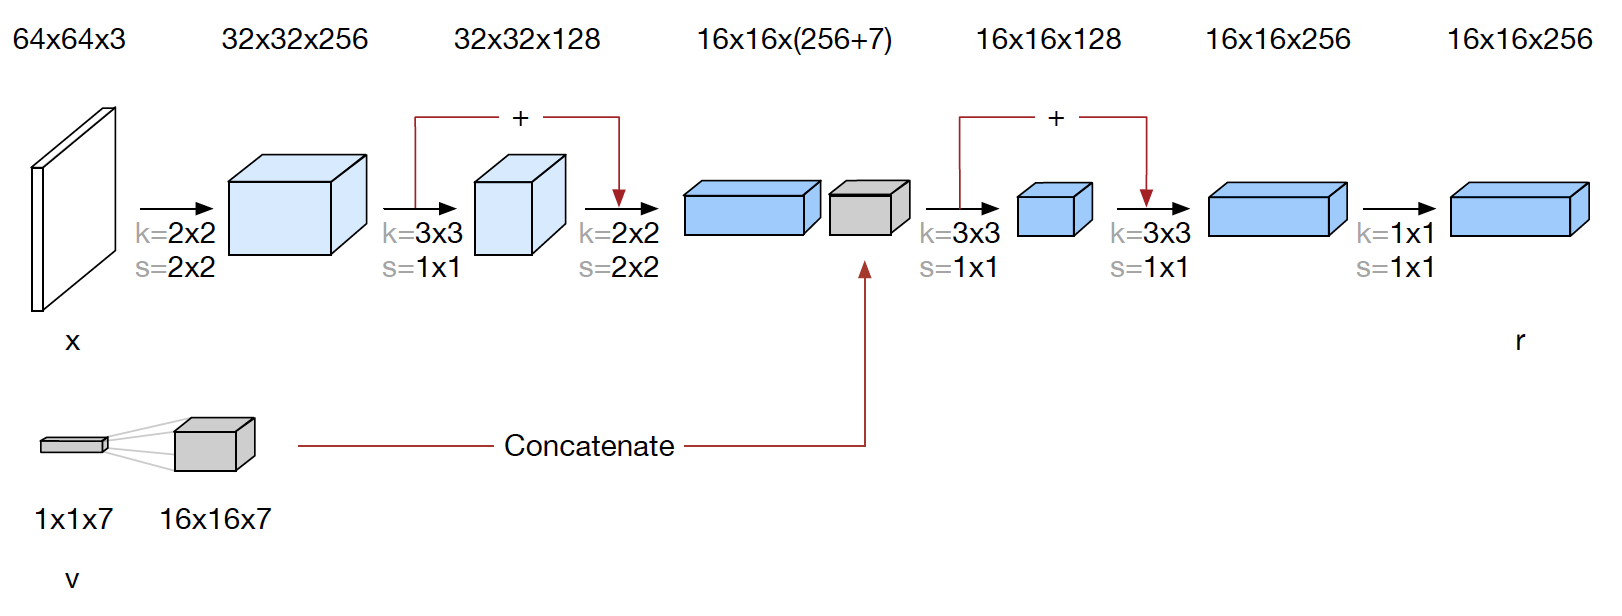 64x64x3 32x32x256 32x32x128 16x16x(256+7) 16x16x128 16x16x256 16x16x256
+ +
k=2x2 k=3x3 k=2x2 k=3x3 k=3x3 k=1x1
s=2x2 s=1x1 s=2x2 s=1x1 s=1x1 s=1x1
x r
Concatenate
1x1x7 16x16x7
v